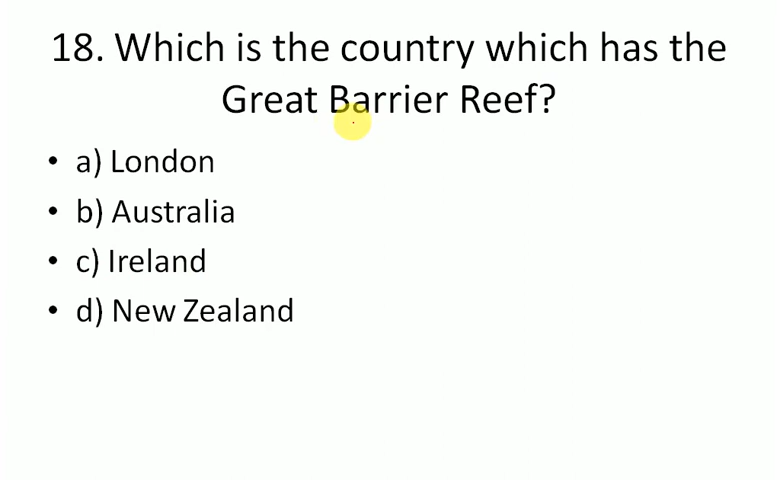 18. Which is the country which has the
Great Barrier Reef?
• a) London
• b) Australia
• c) Ireland
• d) New Zealand